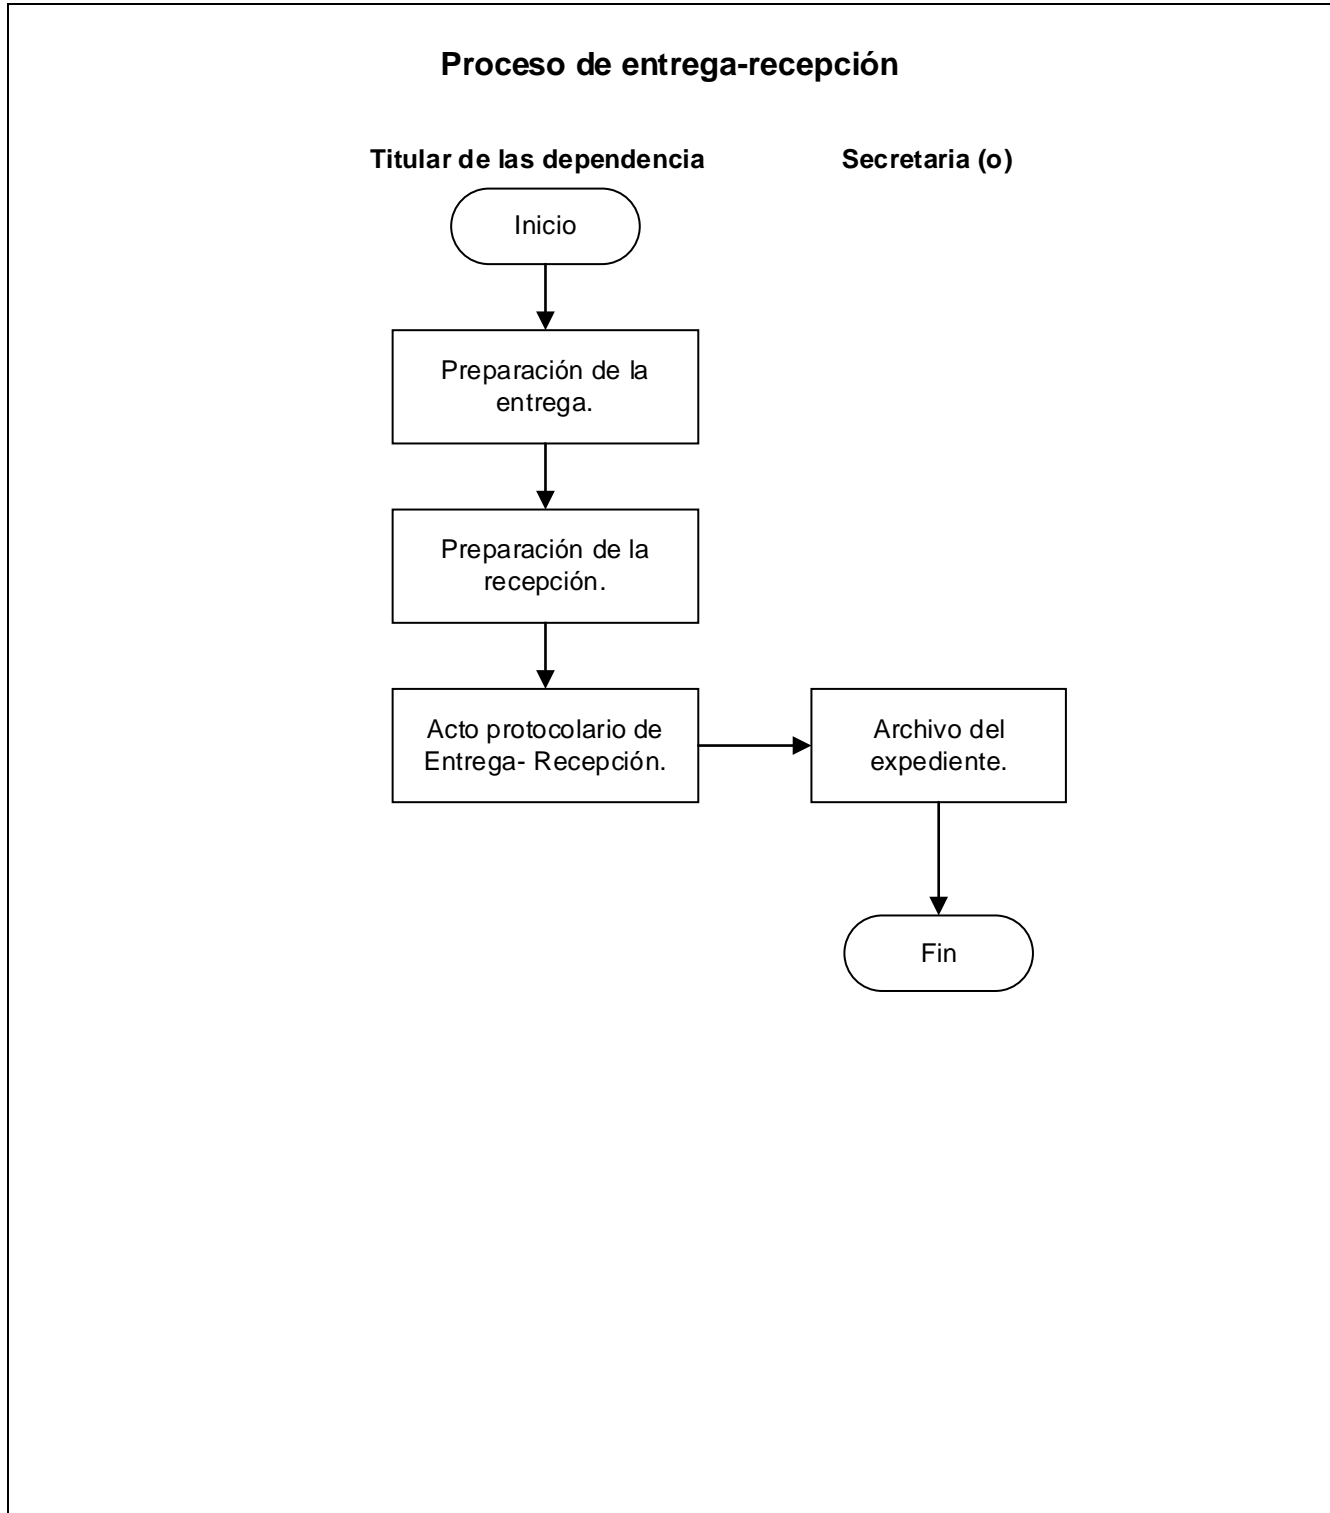 Proceso de entrega-recepción
Titular de las dependencia
Secretaria (o)
Inicio
Preparación de la
entrega.
Preparación de la
recepción.
Acto protocolario de
Entrega- Recepción.
Archivo del
expediente.
Fin